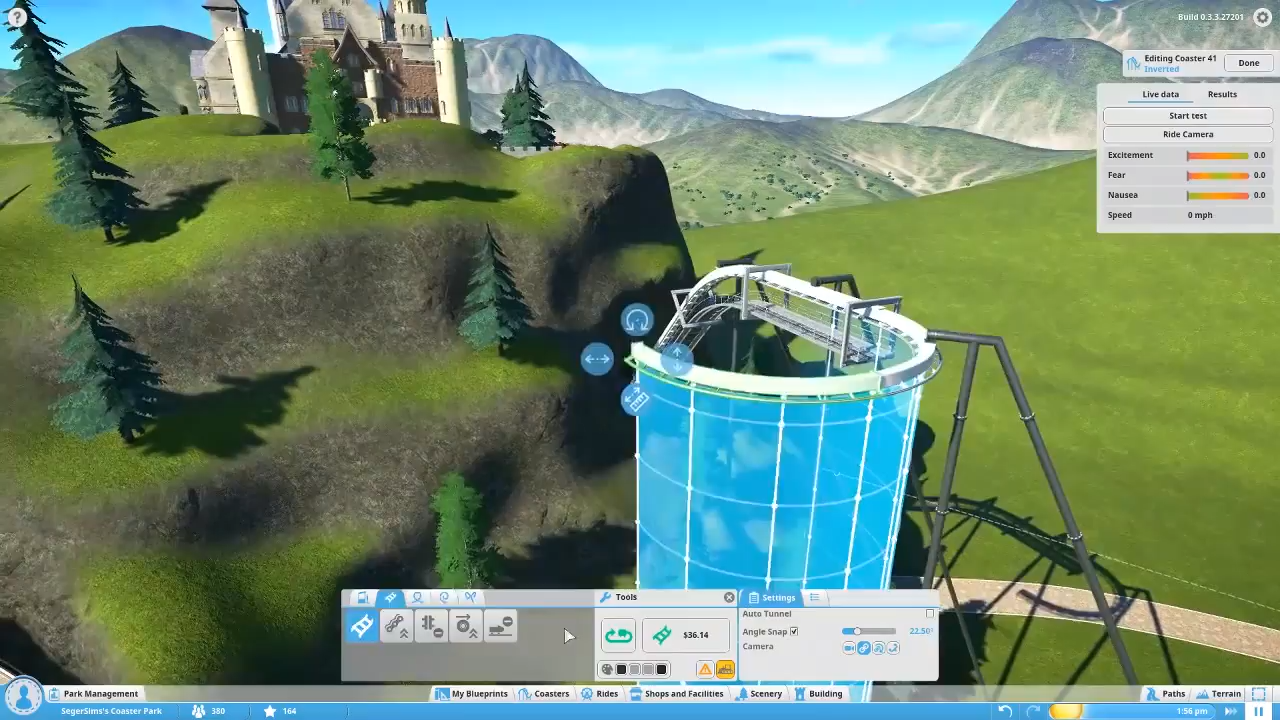 ?
Build 0.3.3.27201
Editing Coaster 41
Inverted
Done
Live data
Results
Start test
Ride Camera
Excitement 0.0
Fear 0.0
Nausea 0.0
Speed 0 mph
Tools
Settings
$36.14
Auto Tunnel
Angle Snap 22.50°
Camera
Park Management
My Blueprints
Coasters
Rides
Shops and Facilities
Scenery
Building
Paths
Terrain
SegerSims's Coaster Park
380
164
1:56 pm